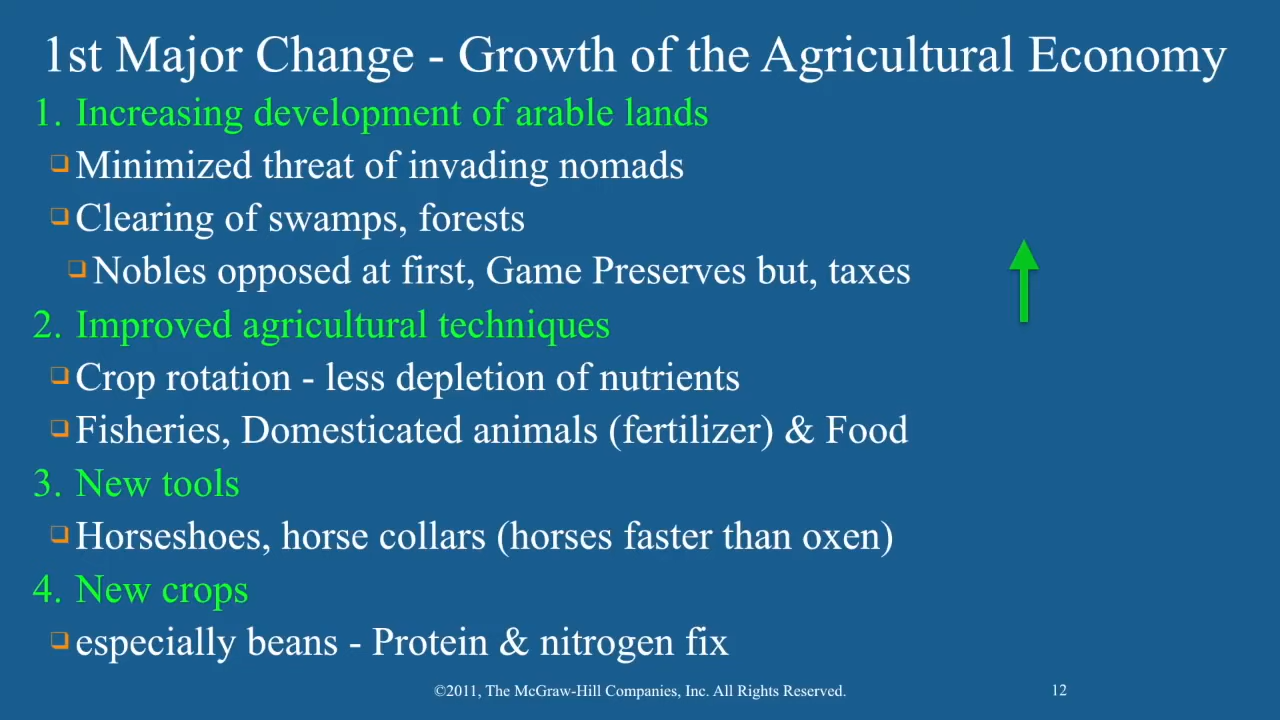 1st Major Change - Growth of the Agricultural Economy
1. Increasing development of arable lands
Minimized threat of invading nomads
Clearing of swamps, forests
Nobles opposed at first, Game Preserves but, taxes
2. Improved agricultural techniques
Crop rotation - less depletion of nutrients
Fisheries, Domesticated animals (fertilizer) & Food
3. New tools
Horseshoes, horse collars (horses faster than oxen)
4. New crops
especially beans - Protein & nitrogen fix
©2011, The McGraw-Hill Companies, Inc. All Rights Reserved.
12